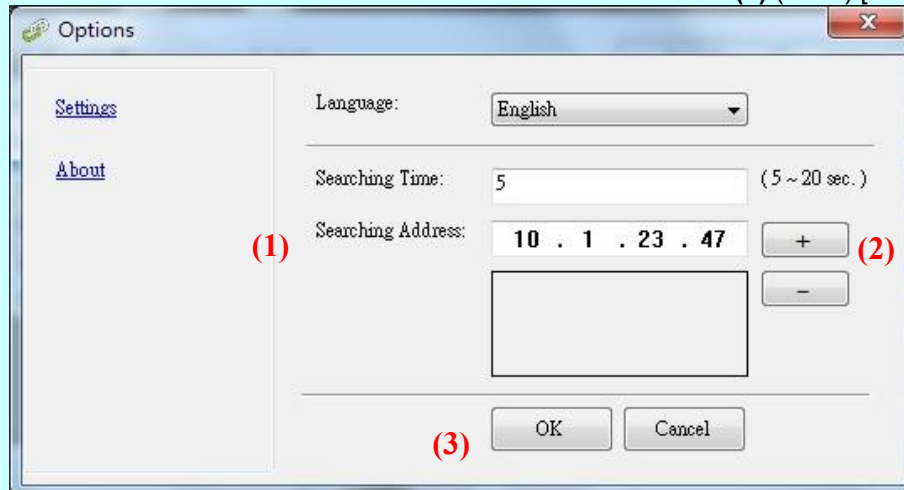 Options
Settings
Language:
English
About
Searching Time:
5
( 5 ~ 20 sec. )
(1)
Searching Address:
10 . 1 . 23 . 47
+
(2)
–
(3)
OK
Cancel